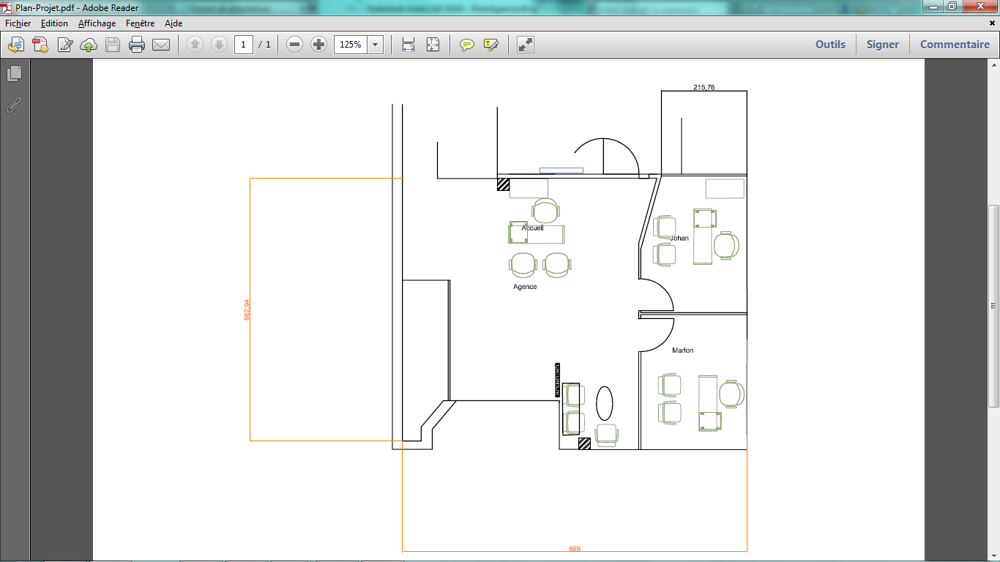 Plan-Projet.pdf - Adobe Reader
Fichier Edition Affichage Fenêtre Aide
1 / 1 125% Outils Signer Commentaire
215,76
Accueil
Johan
Agence
662,94
Marlon
869